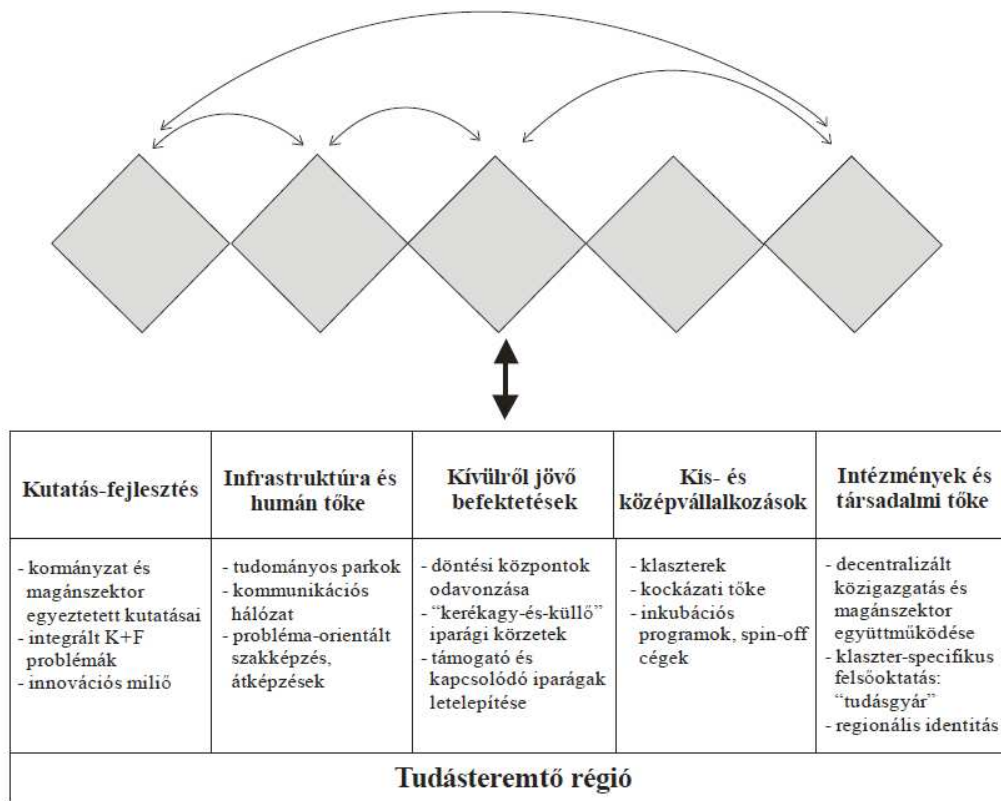 Kutatás-fejlesztés
Infrastruktúra és
humán tőke
Kívülről jövő
befektetések
Kis- és
középvállalkozások
Intézmények és
társadalmi tőke
- kormányzat és
magánszektor
egyeztetett kutatásai
- integrált K+F
problémák
- innovációs miliő
- tudományos parkok
- kommunikációs
hálózat
- probléma-orientált
szakképzés,
átképzések
- döntési központok
odavonzása
- “kerékagy-és-küllő”
iparági körzetek
- támogató és
kapcsolódó iparágak
letelepítése
- klaszterek
- kockázati tőke
- inkubációs
programok, spin-off
cégek
- decentralizált
közigazgatás és
magánszektor
együttműködése
- klaszter-specifikus
felsőoktatás:
“tudásgyár”
- regionális identitás
Tudásteremtő régió